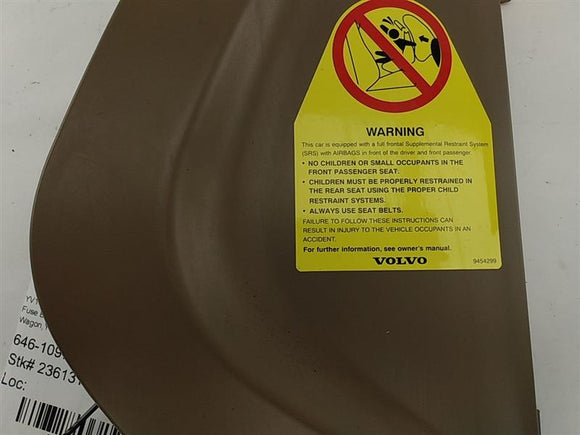 WARNING
This car is equipped with a full frontal Supplemental Restraint System
(SRS) with AIRBAGS in front of the driver and front passenger.
• NO CHILDREN OR SMALL OCCUPANTS IN THE
FRONT PASSENGER SEAT.
• CHILDREN MUST BE PROPERLY RESTRAINED IN
THE REAR SEAT USING THE PROPER CHILD
RESTRAINT SYSTEMS.
• ALWAYS USE SEAT BELTS.
FAILURE TO FOLLOW THESE INSTRUCTIONS CAN
RESULT IN INJURY TO THE VEHICLE OCCUPANTS IN AN
ACCIDENT.
For further information, see owner's manual.
VOLVO 9454299
YV1
Fuse
Wagon,
646-109
Stk# 23613
Loc: